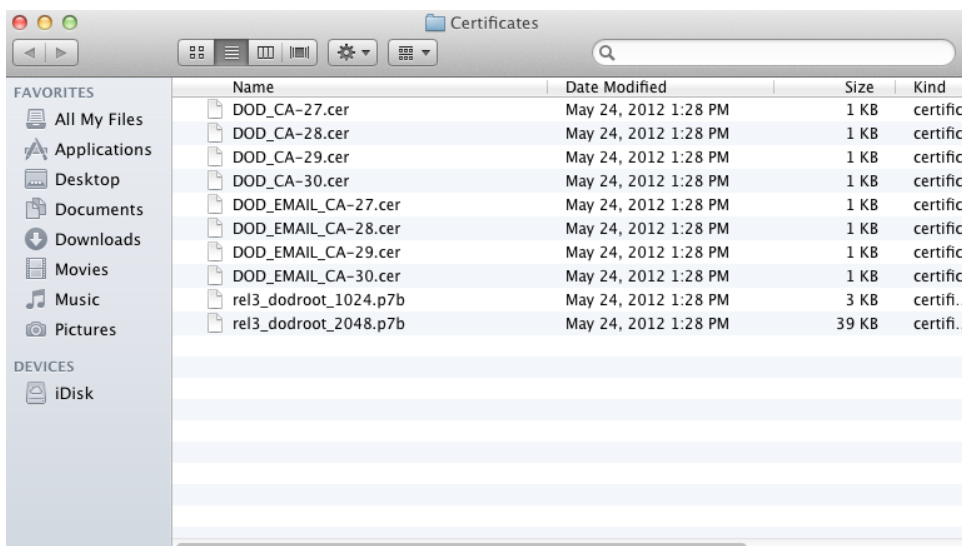 Certificates
FAVORITES
All My Files
Applications
Desktop
Documents
Downloads
Movies
Music
Pictures
DEVICES
iDisk
Name Date Modified Size Kind
DOD_CA-27.cer May 24, 2012 1:28 PM 1 KB certific
DOD_CA-28.cer May 24, 2012 1:28 PM 1 KB certific
DOD_CA-29.cer May 24, 2012 1:28 PM 1 KB certific
DOD_CA-30.cer May 24, 2012 1:28 PM 1 KB certific
DOD_EMAIL_CA-27.cer May 24, 2012 1:28 PM 1 KB certific
DOD_EMAIL_CA-28.cer May 24, 2012 1:28 PM 1 KB certific
DOD_EMAIL_CA-29.cer May 24, 2012 1:28 PM 1 KB certific
DOD_EMAIL_CA-30.cer May 24, 2012 1:28 PM 1 KB certific
rel3_dodroot_1024.p7b May 24, 2012 1:28 PM 3 KB certifi..
rel3_dodroot_2048.p7b May 24, 2012 1:28 PM 39 KB certifi..